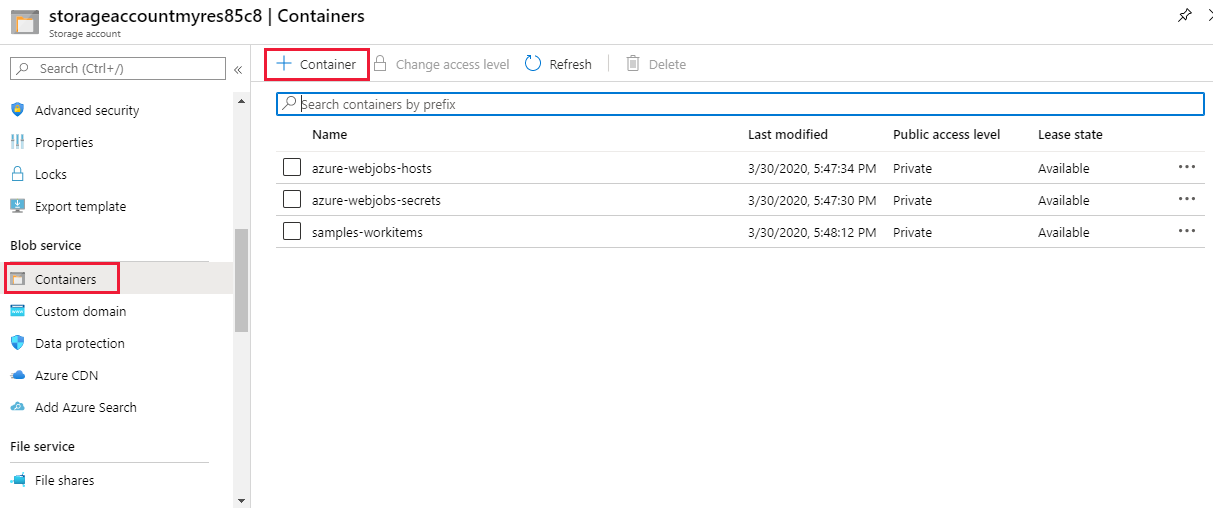 storageaccountmyres85c8 | Containers
Storage account
Search (Ctrl+/)
«
Advanced security
Properties
Locks
Export template
Blob service
Containers
Custom domain
Data protection
Azure CDN
Add Azure Search
File service
File shares
+ Container Change access level Refresh Delete
Search containers by prefix
Name Last modified Public access level Lease state
azure-webjobs-hosts 3/30/2020, 5:47:34 PM Private Available ...
azure-webjobs-secrets 3/30/2020, 5:47:30 PM Private Available ...
samples-workitems 3/30/2020, 5:48:12 PM Private Available ...